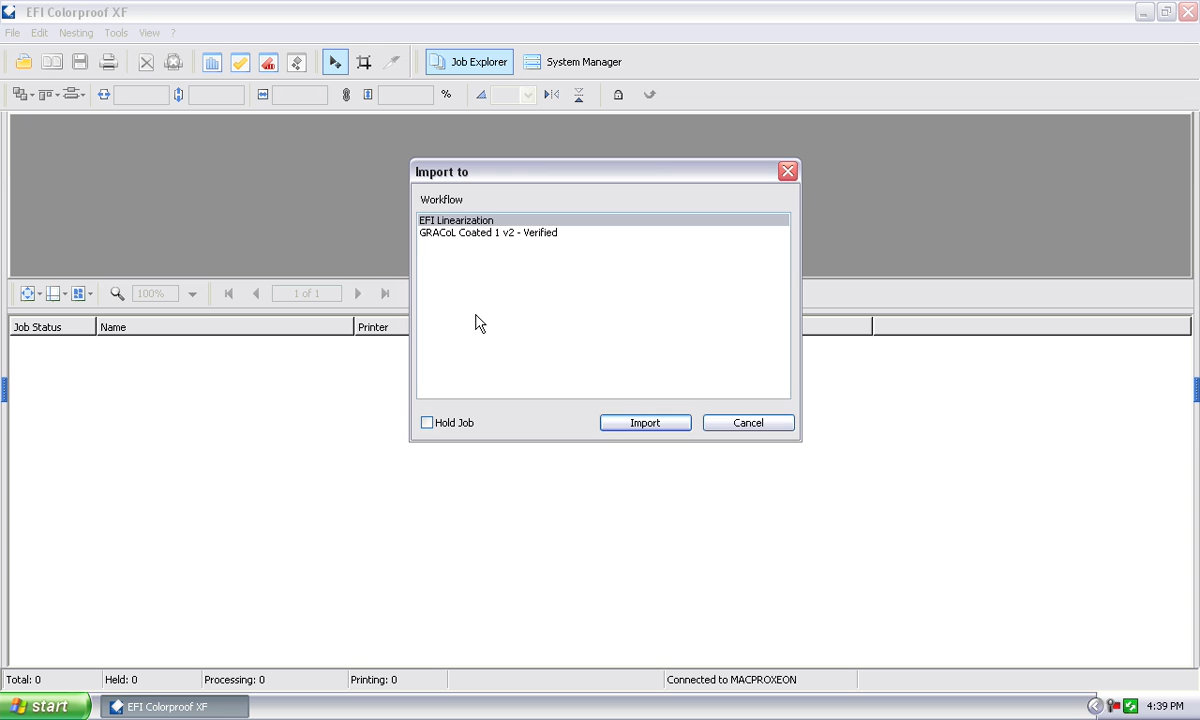 EFI Colorproof XF
File Edit Nesting Tools View ?
Job Explorer System Manager
%
Import to
Workflow
EFI Linearization
GRACoL Coated 1 v2 - Verified
100% 1 of 1
Job Status Name Printer
Hold Job Import Cancel
Total: 0 Held: 0 Processing: 0 Printing: 0 Connected to MACPROXEON
start EFI Colorproof XF 4:39 PM